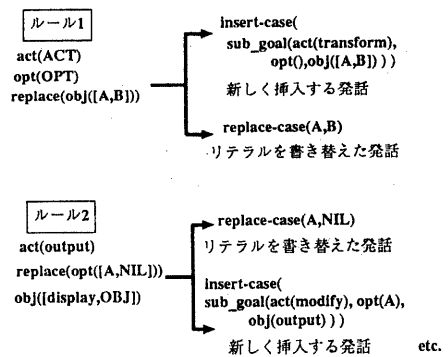 ルール1
act(ACT)
opt(OPT)
replace(obj([A,B]))
insert-case(
sub_goal(act(transform),
opt(),obj([A,B]) ) )
新しく挿入する発話
replace-case(A,B)
リテラルを書き替えた発話
ルール2
act(output)
replace(opt([A,NIL]))
obj([display,OBJ])
replace-case(A,NIL)
リテラルを書き替えた発話
insert-case(
sub_goal(act(modify), opt(A),
obj(output) ) )
新しく挿入する発話
etc.